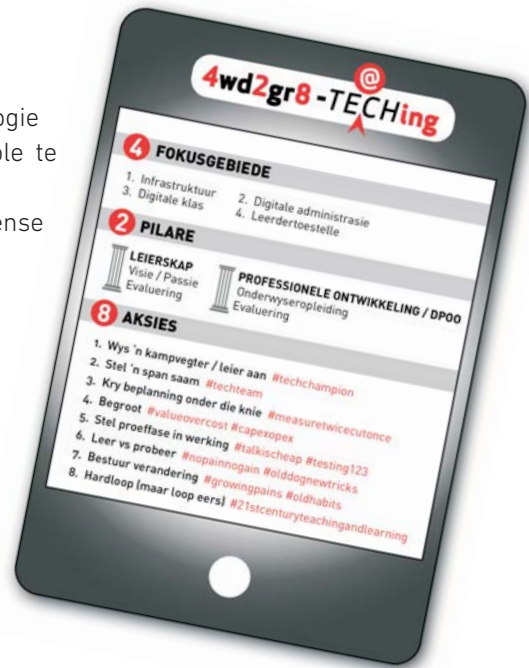 ogie
ole te
ense
4wd2gr8 -TE@CHing
4 FOKUSGEBIEDE
1. Infrastruktuur 2. Digitale administrasie
3. Digitale klas 4. Leerdertoestelle
2 PILARE
LEIERSKAP
Visie / Passie
Evaluering
PROFESSIONELE ONTWIKKELING / DPOO
Onderwyseropleiding
Evaluering
8 AKSIES
1. Wys 'n kampvegter / leier aan #techchampion
2. Stel 'n span saam #techteam
3. Kry beplanning onder die knie #measuretwicecutonce
4. Begroot #valueovercost #capexopex
5. Stel proeffase in werking #talkischeap #testing123
6. Leer vs probeer #nopainnogain #olddognewtricks
7. Bestuur verandering #growingpains #oldhabits
8. Hardloop (maar loop eers) #21stcenturyteachingandlearning